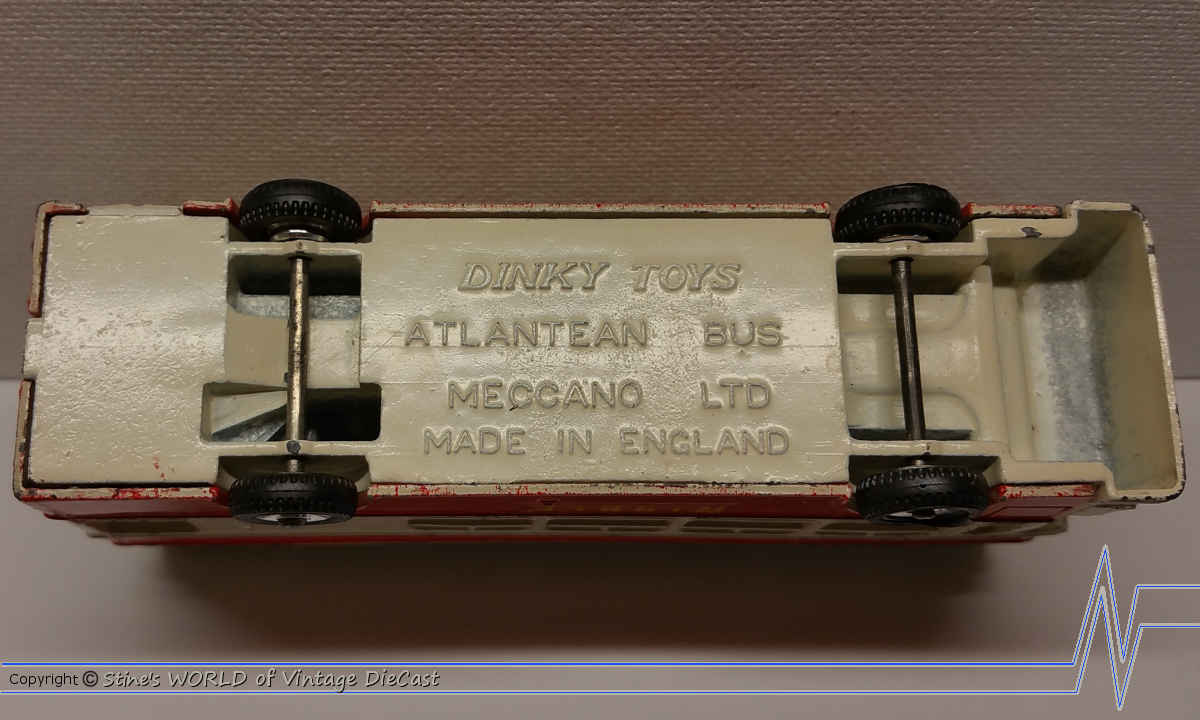 DINKY TOYS
ATLANTEAN BUS
MECCANO LTD
MADE IN ENGLAND
Copyright © Stine's WORLD of Vintage DieCast